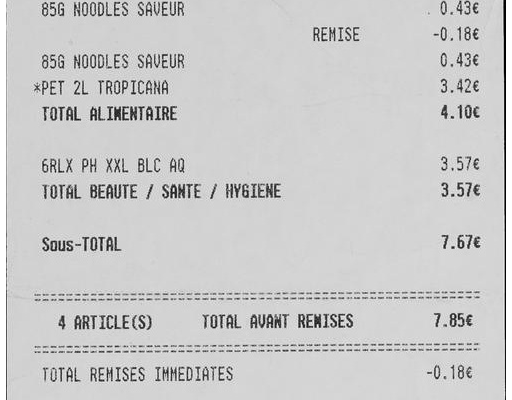 85G NOODLES SAVEUR 0.43€
REMISE -0.18€
85G NOODLES SAVEUR 0.43€
*PET 2L TROPICANA 3.42€
TOTAL ALIMENTAIRE 4.10€
6RLX PH XXL BLC AQ 3.57€
TOTAL BEAUTE / SANTE / HYGIENE 3.57€
Sous-TOTAL 7.67€
4 ARTICLE(S) TOTAL AVANT REMISES 7.85€
TOTAL REMISES IMMEDIATES -0.18€